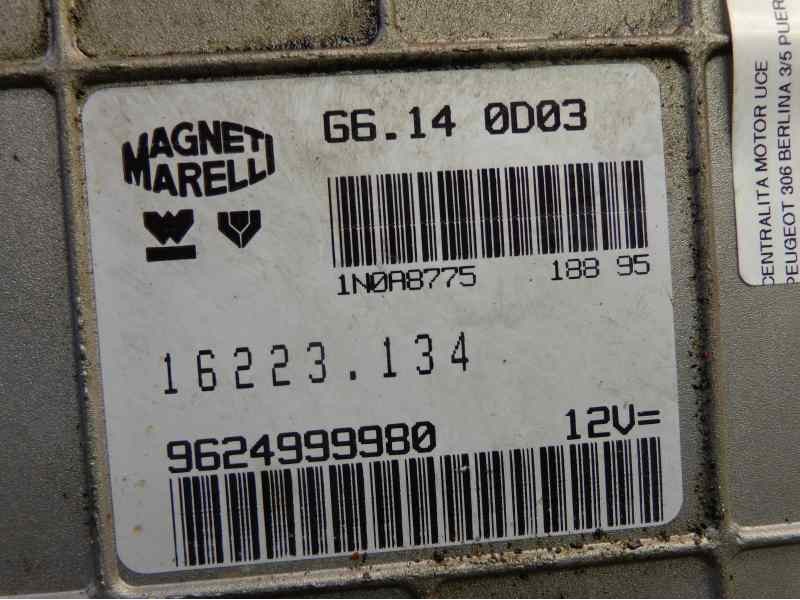 MAGNETI
MARELLI
G6.14 0D03
1N0A8775 188 95
16223.134
9624999980 12V=
CENTRALITA MOTOR UCE
PEUGEOT 306 BERLINA 3/5